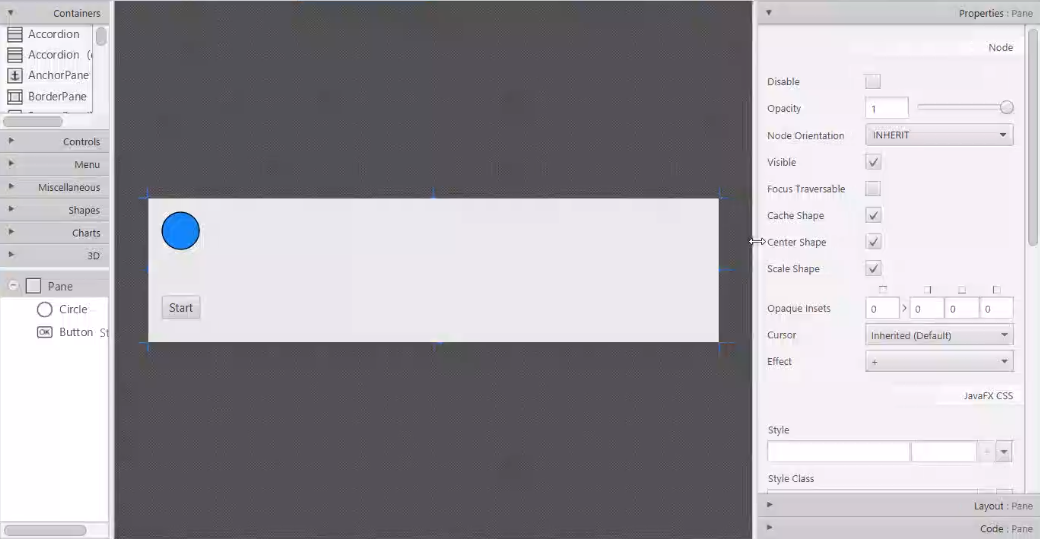 Containers
Accordion
Accordion (
AnchorPane
BorderPane
Controls
Menu
Miscellaneous
Shapes
Charts
3D
Pane
Circle
OK Button St
Start
Properties : Pane
Node
Disable
Opacity 1
Node Orientation INHERIT
Visible
Focus Traversable
Cache Shape
Center Shape
Scale Shape
Opaque Insets 0 > 0 0 0
Cursor Inherited (Default)
Effect +
JavaFX CSS
Style
+
Style Class
Layout : Pane
Code : Pane